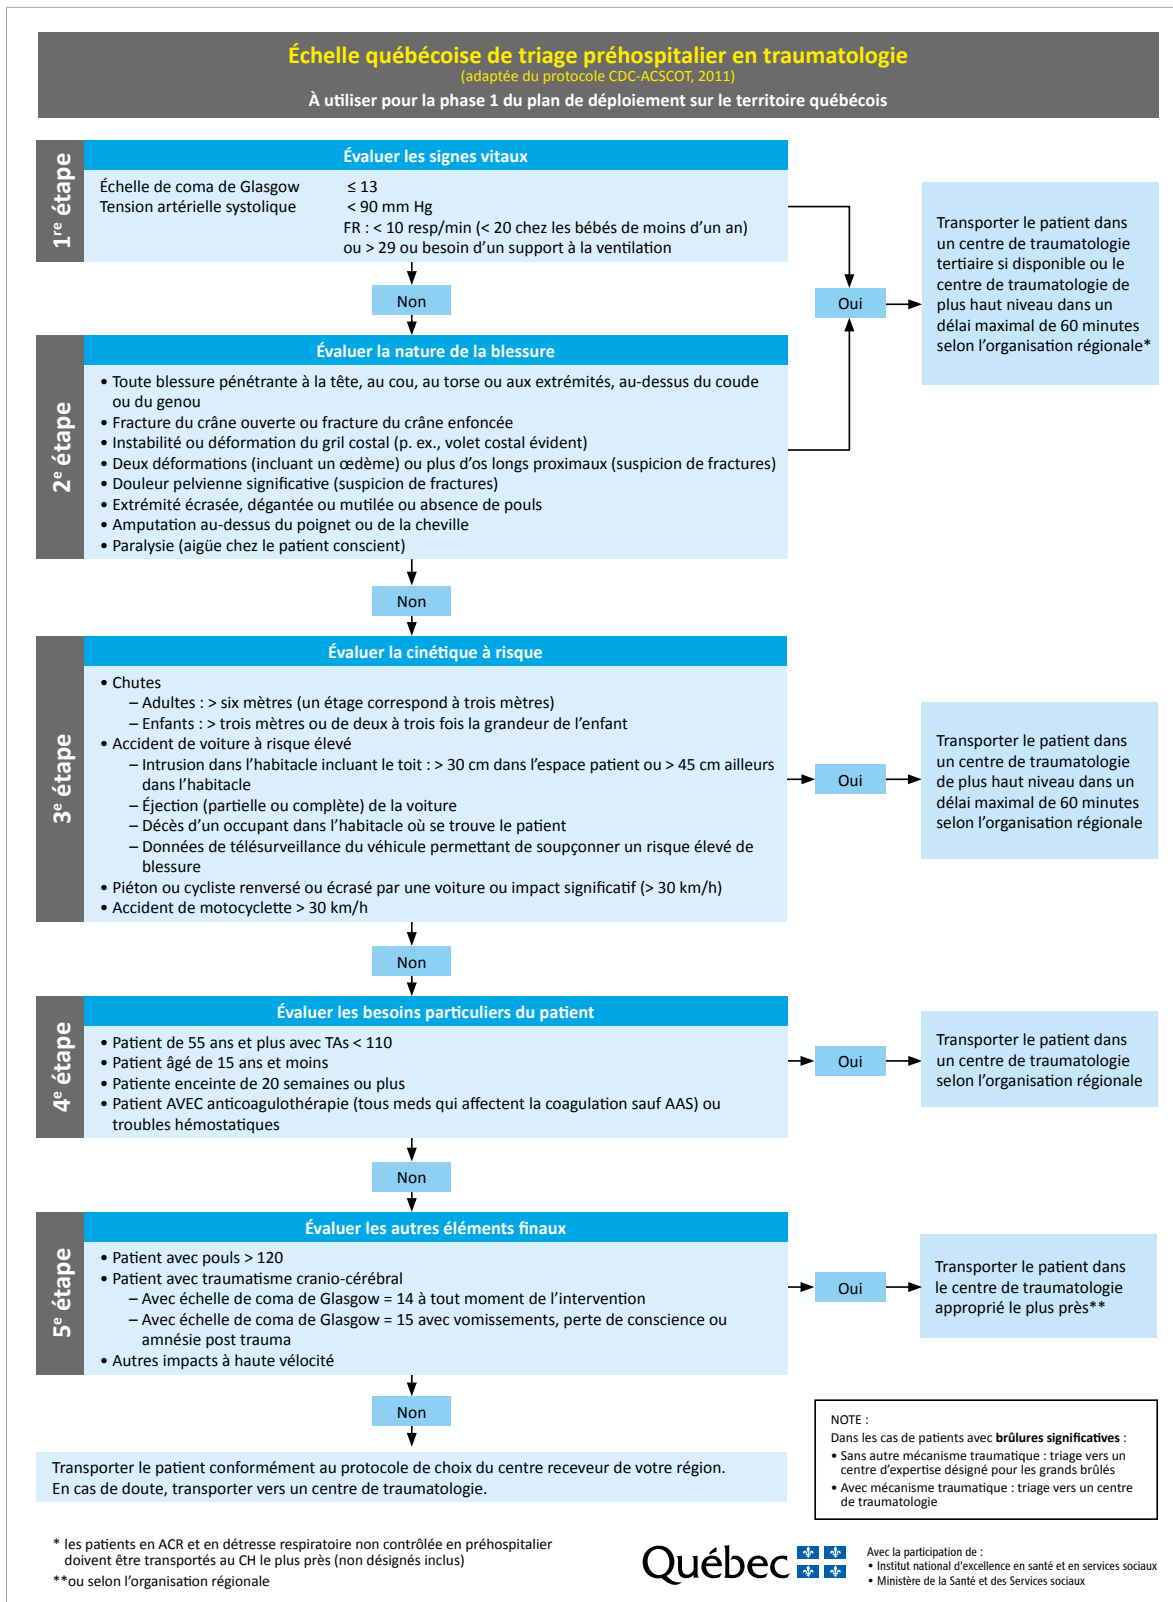 Échelle québécoise de triage préhospitalier en traumatologie
(adaptée du protocole CDC-ACSCOT, 2011)
À utiliser pour la phase 1 du plan de déploiement sur le territoire québécois
1re étape
Évaluer les signes vitaux
Échelle de coma de Glasgow ≤ 13
Tension artérielle systolique < 90 mm Hg
FR : < 10 resp/min (< 20 chez les bébés de moins d'un an)
ou > 29 ou besoin d'un support à la ventilation
Non
Oui
Transporter le patient dans
un centre de traumatologie
tertiaire si disponible ou le
centre de traumatologie de
plus haut niveau dans un
délai maximal de 60 minutes
selon l'organisation régionale*
2e étape
Évaluer la nature de la blessure
• Toute blessure pénétrante à la tête, au cou, au torse ou aux extrémités, au-dessus du coude
ou du genou
• Fracture du crâne ouverte ou fracture du crâne enfoncée
• Instabilité ou déformation du gril costal (p. ex., volet costal évident)
• Deux déformations (incluant un œdème) ou plus d'os longs proximaux (suspicion de fractures)
• Douleur pelvienne significative (suspicion de fractures)
• Extrémité écrasée, dégantée ou mutilée ou absence de pouls
• Amputation au-dessus du poignet ou de la cheville
• Paralysie (aigüe chez le patient conscient)
Non
3e étape
Évaluer la cinétique à risque
• Chutes
– Adultes : > six mètres (un étage correspond à trois mètres)
– Enfants : > trois mètres ou de deux à trois fois la grandeur de l'enfant
• Accident de voiture à risque élevé
– Intrusion dans l'habitacle incluant le toit : > 30 cm dans l'espace patient ou > 45 cm ailleurs
dans l'habitacle
– Éjection (partielle ou complète) de la voiture
– Décès d'un occupant dans l'habitacle où se trouve le patient
– Données de télésurveillance du véhicule permettant de soupçonner un risque élevé de
blessure
• Piéton ou cycliste renversé ou écrasé par une voiture ou impact significatif (> 30 km/h)
• Accident de motocyclette > 30 km/h
Oui
Transporter le patient dans
un centre de traumatologie
de plus haut niveau dans un
délai maximal de 60 minutes
selon l'organisation régionale
Non
4e étape
Évaluer les besoins particuliers du patient
• Patient de 55 ans et plus avec TAs < 110
• Patient âgé de 15 ans et moins
• Patiente enceinte de 20 semaines ou plus
• Patient AVEC anticoagulothérapie (tous meds qui affectent la coagulation sauf AAS) ou
troubles hémostatiques
Oui
Transporter le patient dans
un centre de traumatologie
selon l'organisation régionale
Non
5e étape
Évaluer les autres éléments finaux
• Patient avec pouls > 120
• Patient avec traumatisme cranio-cérébral
– Avec échelle de coma de Glasgow = 14 à tout moment de l'intervention
– Avec échelle de coma de Glasgow = 15 avec vomissements, perte de conscience ou
amnésie post trauma
• Autres impacts à haute vélocité
Oui
Transporter le patient dans
le centre de traumatologie
approprié le plus près**
Non
Transporter le patient conformément au protocole de choix du centre receveur de votre région.
En cas de doute, transporter vers un centre de traumatologie.
NOTE :
Dans les cas de patients avec brûlures significatives :
• Sans autre mécanisme traumatique : triage vers un
centre d'expertise désigné pour les grands brûlés
• Avec mécanisme traumatique : triage vers un centre
de traumatologie
* les patients en ACR et en détresse respiratoire non contrôlée en préhospitalier
doivent être transportés au CH le plus près (non désignés inclus)
**ou selon l'organisation régionale
Québec
Avec la participation de :
• Institut national d'excellence en santé et en services sociaux
• Ministère de la Santé et des Services sociaux